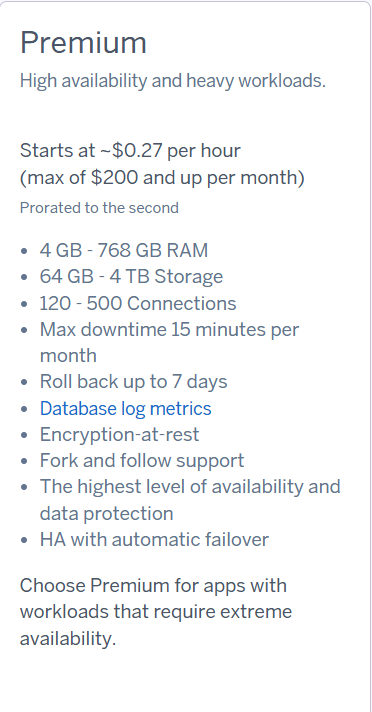 Premium
High availability and heavy workloads.
Starts at ~$0.27 per hour
(max of $200 and up per month)
Prorated to the second
• 4 GB - 768 GB RAM
• 64 GB - 4 TB Storage
• 120 - 500 Connections
• Max downtime 15 minutes per
month
• Roll back up to 7 days
• Database log metrics
• Encryption-at-rest
• Fork and follow support
• The highest level of availability and
data protection
• HA with automatic failover
Choose Premium for apps with
workloads that require extreme
availability.